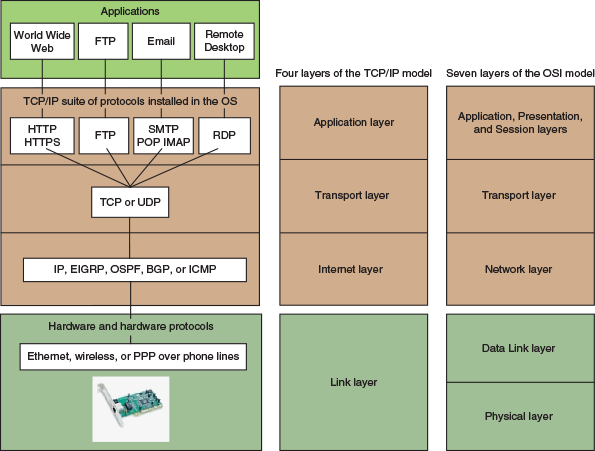 Applications
World Wide
Web
FTP
Email
Remote
Desktop
TCP/IP suite of protocols installed in the OS
HTTP
HTTPS
FTP
SMTP
POP IMAP
RDP
TCP or UDP
IP, EIGRP, OSPF, BGP, or ICMP
Hardware and hardware protocols
Ethernet, wireless, or PPP over phone lines
Four layers of the TCP/IP model
Application layer
Transport layer
Internet layer
Link layer
Seven layers of the OSI model
Application, Presentation,
and Session layers
Transport layer
Network layer
Data Link layer
Physical layer